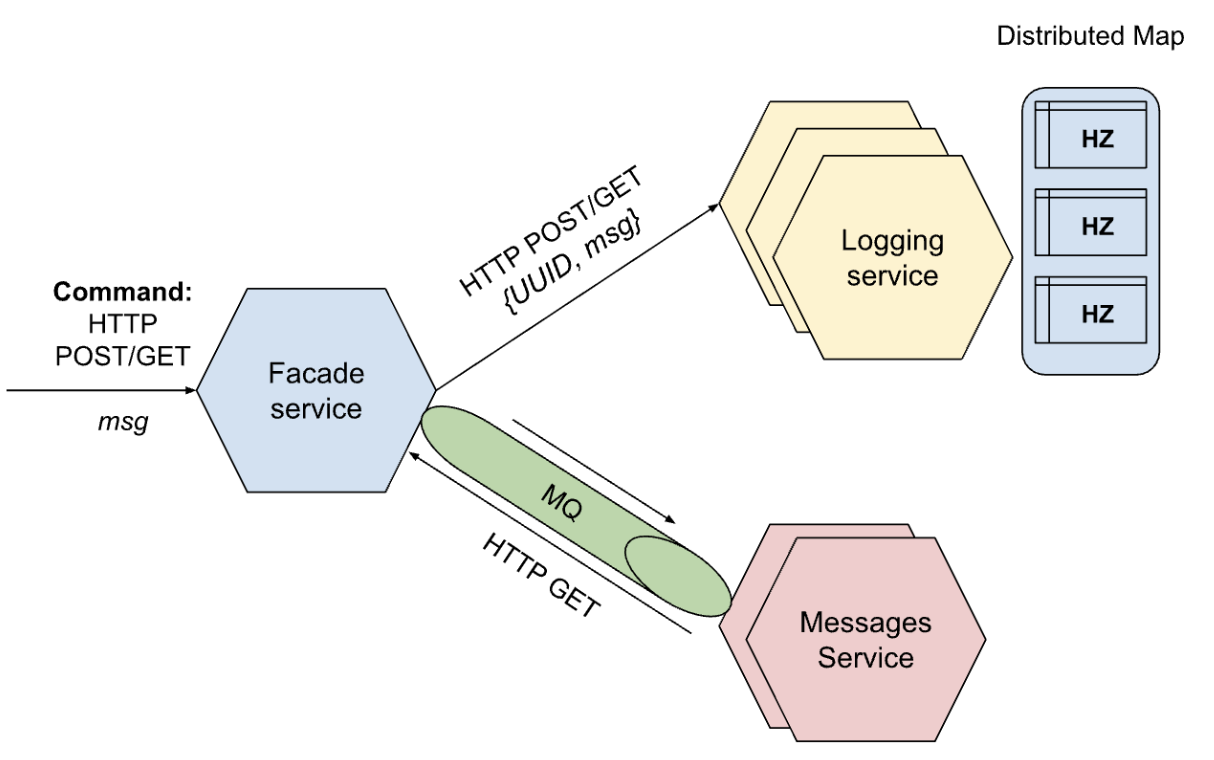 Distributed Map
HZ
HZ
HZ
Logging
service
HTTP POST/GET
{UUID, msg}
Command:
HTTP
POST/GET
msg
Facade
service
MQ
HTTP GET
Messages
Service